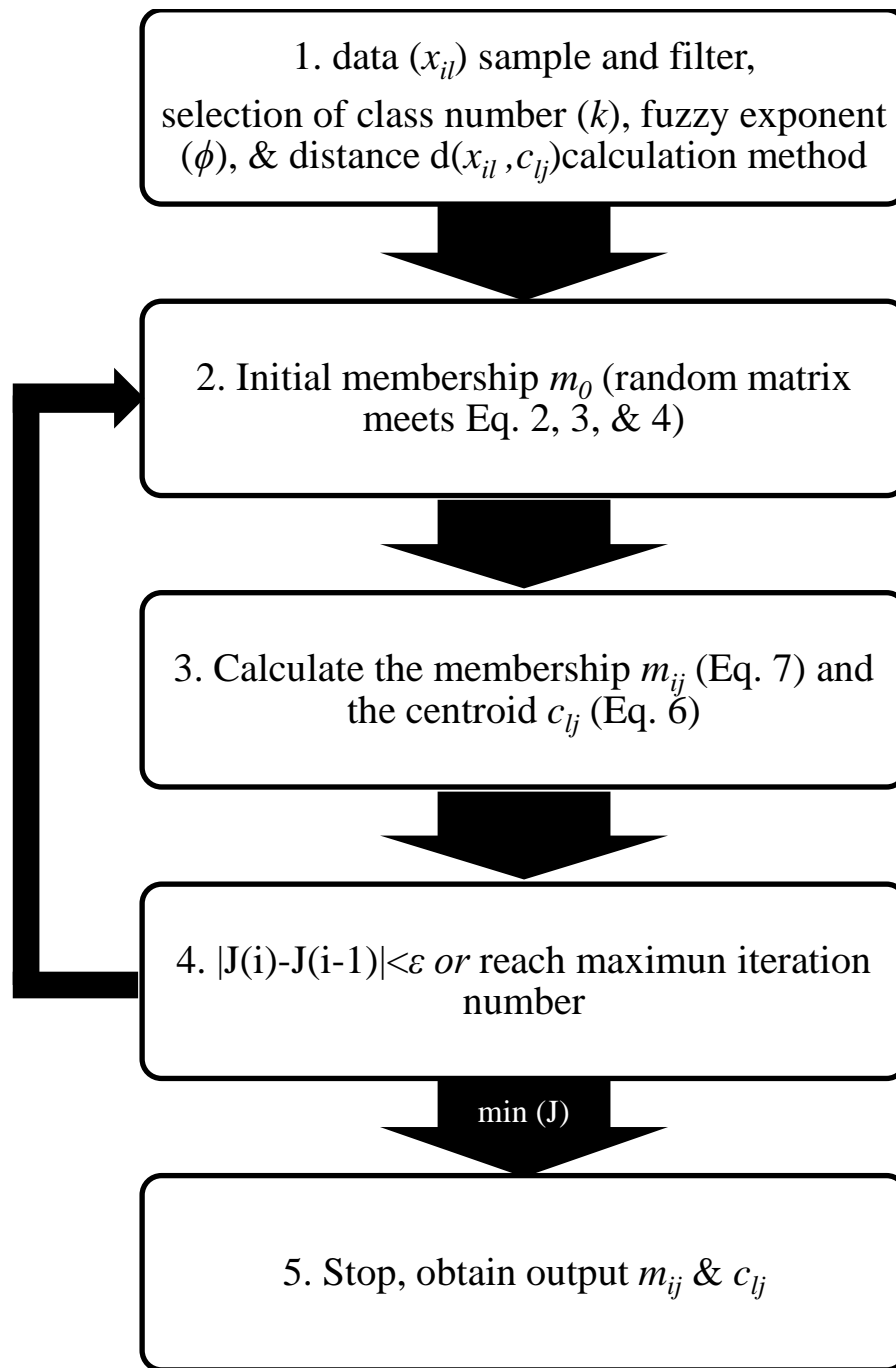 1. data (x_il) sample and filter,
selection of class number (k), fuzzy exponent
(ϕ), & distance d(x_il ,c_lj)calculation method
2. Initial membership m_0 (random matrix
meets Eq. 2, 3, & 4)
3. Calculate the membership m_ij (Eq. 7) and
the centroid c_lj (Eq. 6)
4. |J(i)-J(i-1)|<ε or reach maximun iteration
number
min (J)
5. Stop, obtain output m_ij & c_lj